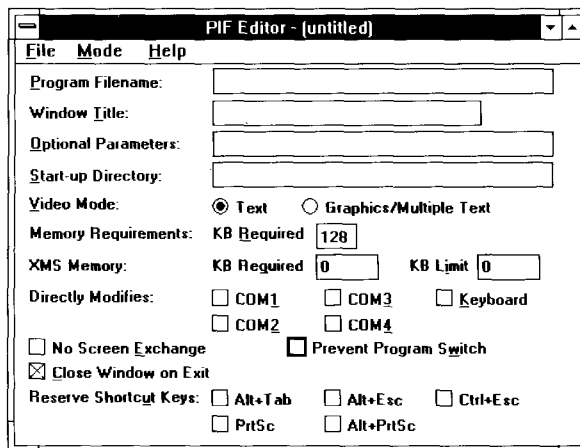 PIF Editor - (untitled)
File Mode Help
Program Filename:
Window Title:
Optional Parameters:
Start-up Directory:
Video Mode: Text Graphics/Multiple Text
Memory Requirements: KB Required 128
XMS Memory: KB Required 0 KB Limit 0
Directly Modifies: COM1 COM3 Keyboard
COM2 COM4
No Screen Exchange Prevent Program Switch
Close Window on Exit
Reserve Shortcut Keys: Alt+Tab Alt+Esc Ctrl+Esc
PrtSc Alt+PrtSc